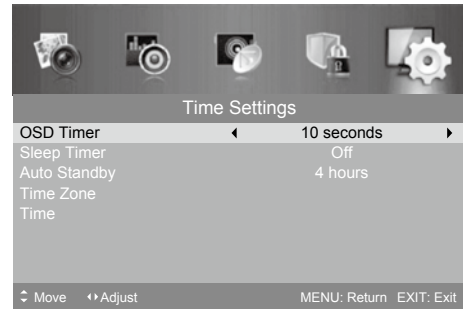 Time Settings
OSD Timer 10 seconds
Sleep Timer Off
Auto Standby 4 hours
Time Zone
Time
Move Adjust MENU: Return EXIT: Exit